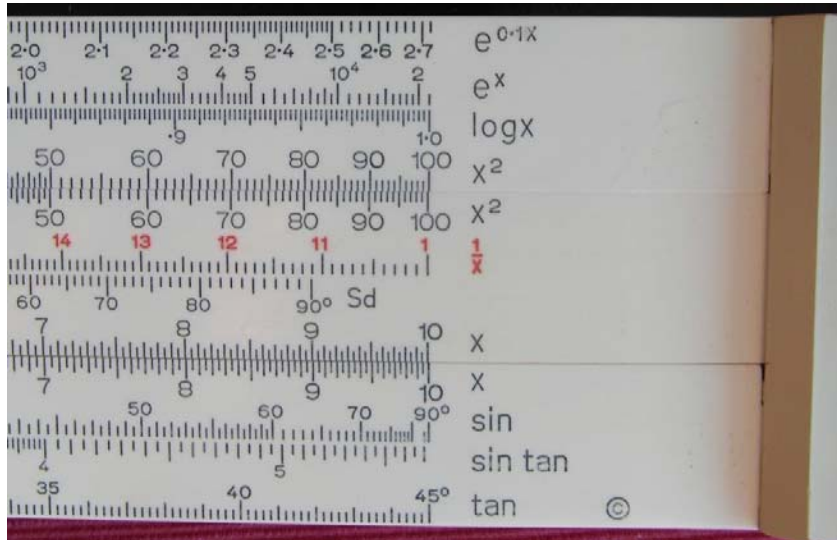 2·0 2·1 2·2 2·3 2·4 2·5 2·6 2·7 e^0·1x
10³ 2 3 4 5 10⁴ 2 e^x
·9 1·0 logx
50 60 70 80 90 100 x²
50 60 70 80 90 100 x²
14 13 12 11 1 1/x
60 70 80 90° Sd
7 8 9 10 x
7 8 9 10 x
50 60 70 90° sin
4 5 sin tan
35 40 45° tan ©